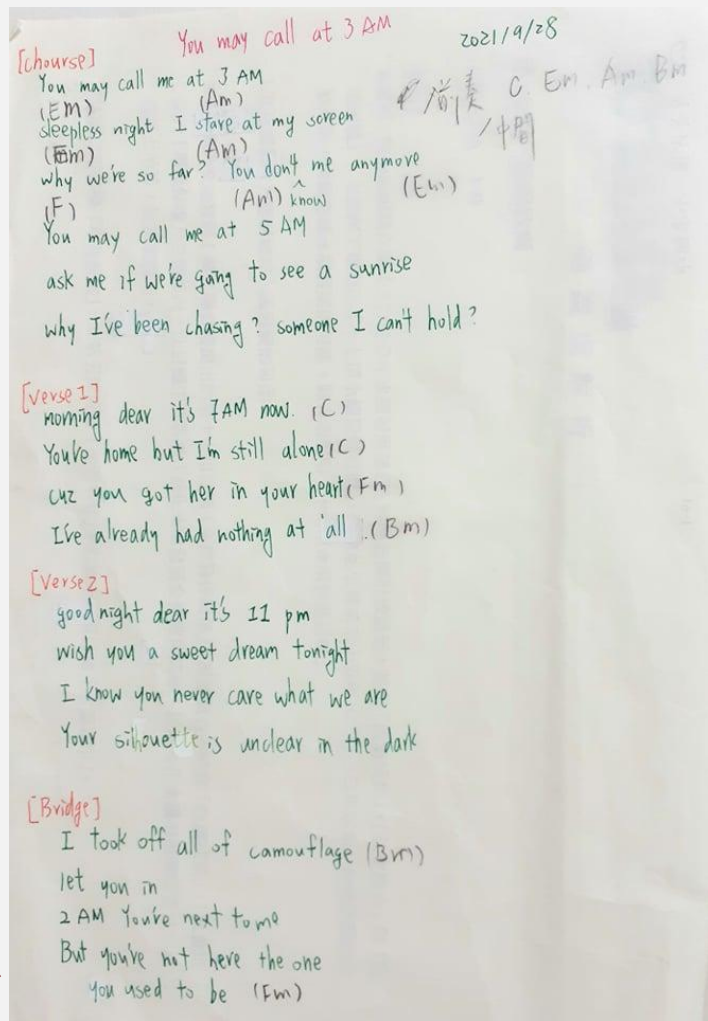 You may call at 3 AM
2021/9/28
[chourse]
You may call me at 3 AM
(Em) (Am)
前奏 C. Em. Am. Bm
/中間
sleepless night I stare at my screen
(Em) (Am)
why we're so far? You don't ^ me anymore
(F) (Am) know (Em)
You may call me at 5 AM
ask me if we're gang to see a sunrise
why I've been chasing? someone I can't hold?
[Verse 1]
morning dear it's 7AM now. (C)
You're home but I'm still alone (C)
cuz you got her in your heart (Fm)
I've already had nothing at all. (Bm)
[Verse 2]
good night dear it's 11 pm
wish you a sweet dream tonight
I know you never care what we are
Your silhouette is unclear in the dark
[Bridge]
I took off all of camouflage (Bm)
let you in
2 AM You're next to me
But you're not here the one
you used to be (Fm)